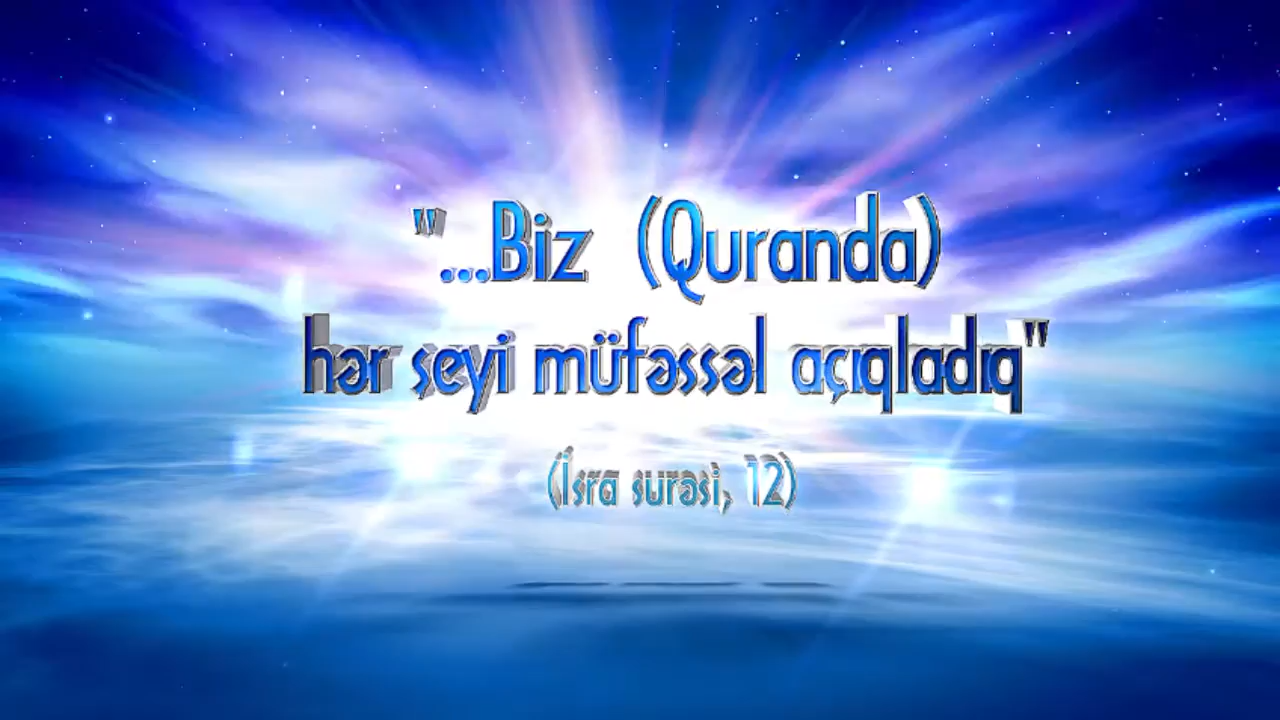 "...Biz (Quranda)
hər şeyi müfəssəl açıqladıq"
(İsra surəsi, 12)